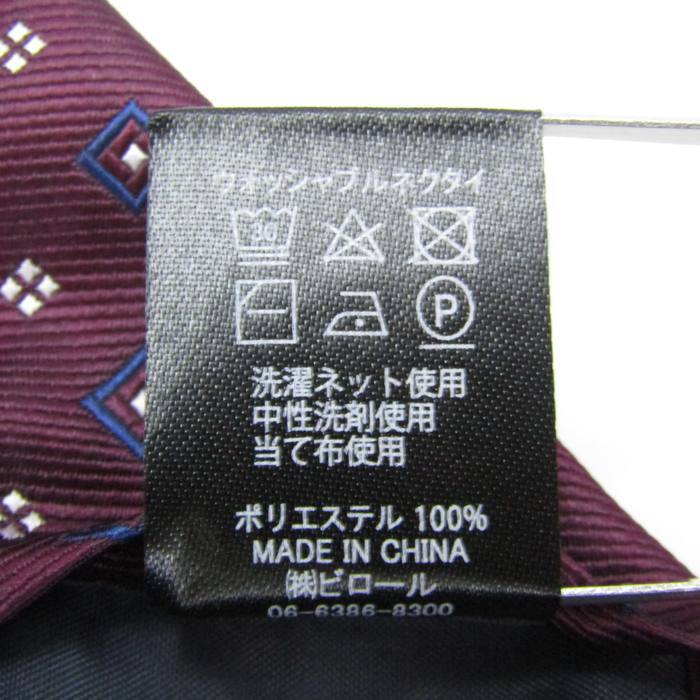 ウォッシャブルネクタイ
30
P
洗濯ネット使用
中性洗剤使用
当て布使用
ポリエステル 100%
MADE IN CHINA
㈱ビロール
06-6386-8300